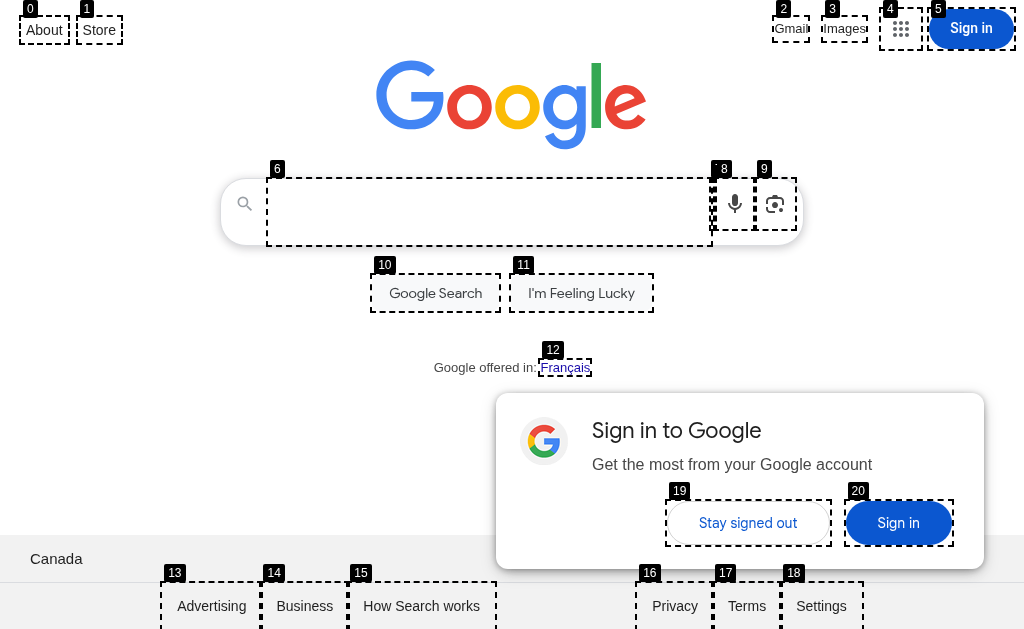 0 1 2 3 4 5
About Store Gmail Images Sign in
Google
6 8 9
10 11
Google Search I'm Feeling Lucky
12
Google offered in: Français
Sign in to Google
Get the most from your Google account
19 20
Stay signed out Sign in
Canada
13 14 15 16 17 18
Advertising Business How Search works Privacy Terms Settings